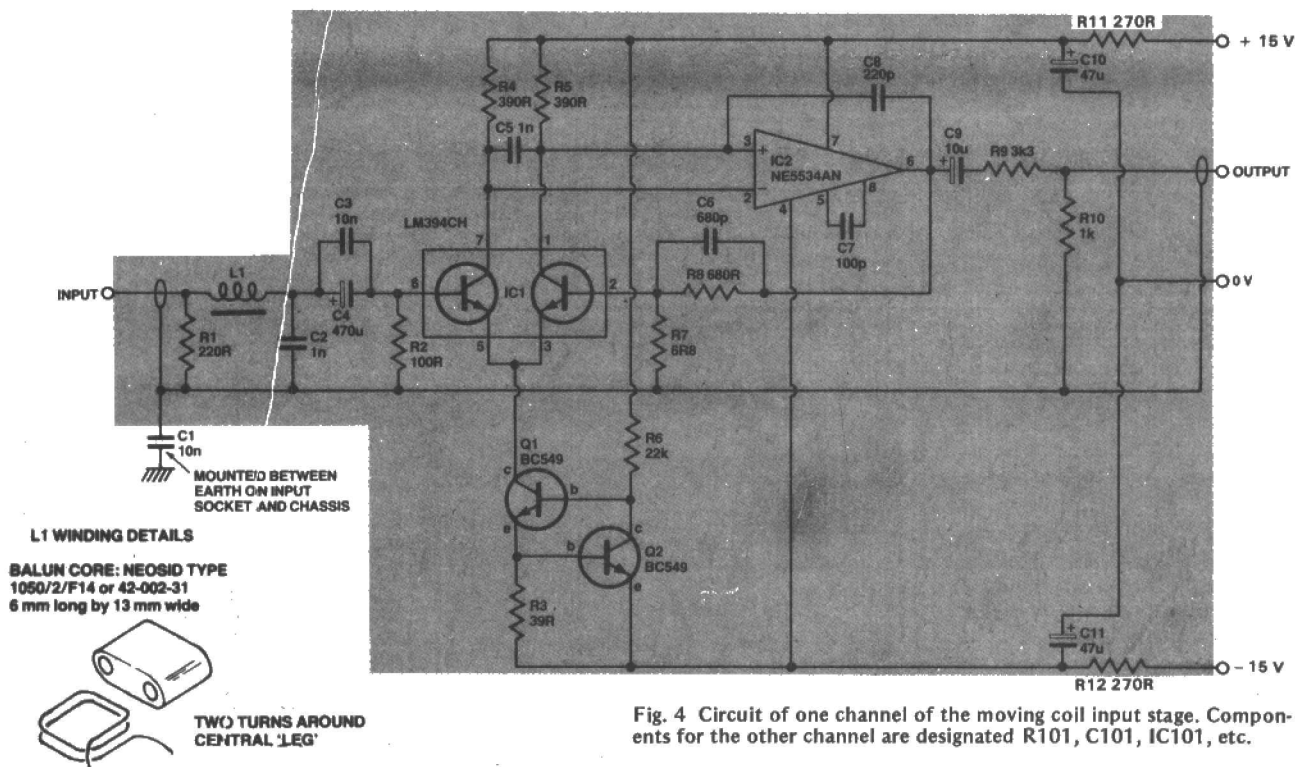 R11 270R
+ 15 V
C10
47u
C8
220p
R4
390R
R5
390R
C5 1n
3
+
7
IC2
NE5534AN
6
−
2
4
5
8
C7
100p
C9
10u
+
R9 3k3
OUTPUT
R10
1k
LM394CH
7
1
C6
680p
R8 680R
C3
10n
+
C4
470u
6
IC1
2
5
3
0 V
INPUT
L1
R1
220R
C2
1n
R2
100R
R7
6R8
C1
10n
MOUNTED BETWEEN
EARTH ON INPUT
SOCKET AND CHASSIS
Q1
BC549
c
b
e
R6
22k
c
b
Q2
BC549
e
R3
39R
+
C11
47u
− 15 V
R12 270R
L1 WINDING DETAILS
BALUN CORE: NEOSID TYPE
1050/2/F14 or 42-002-31
6 mm long by 13 mm wide
TWO TURNS AROUND
CENTRAL 'LEG'
Fig. 4 Circuit of one channel of the moving coil input stage. Compon-
ents for the other channel are designated R101, C101, IC101, etc.